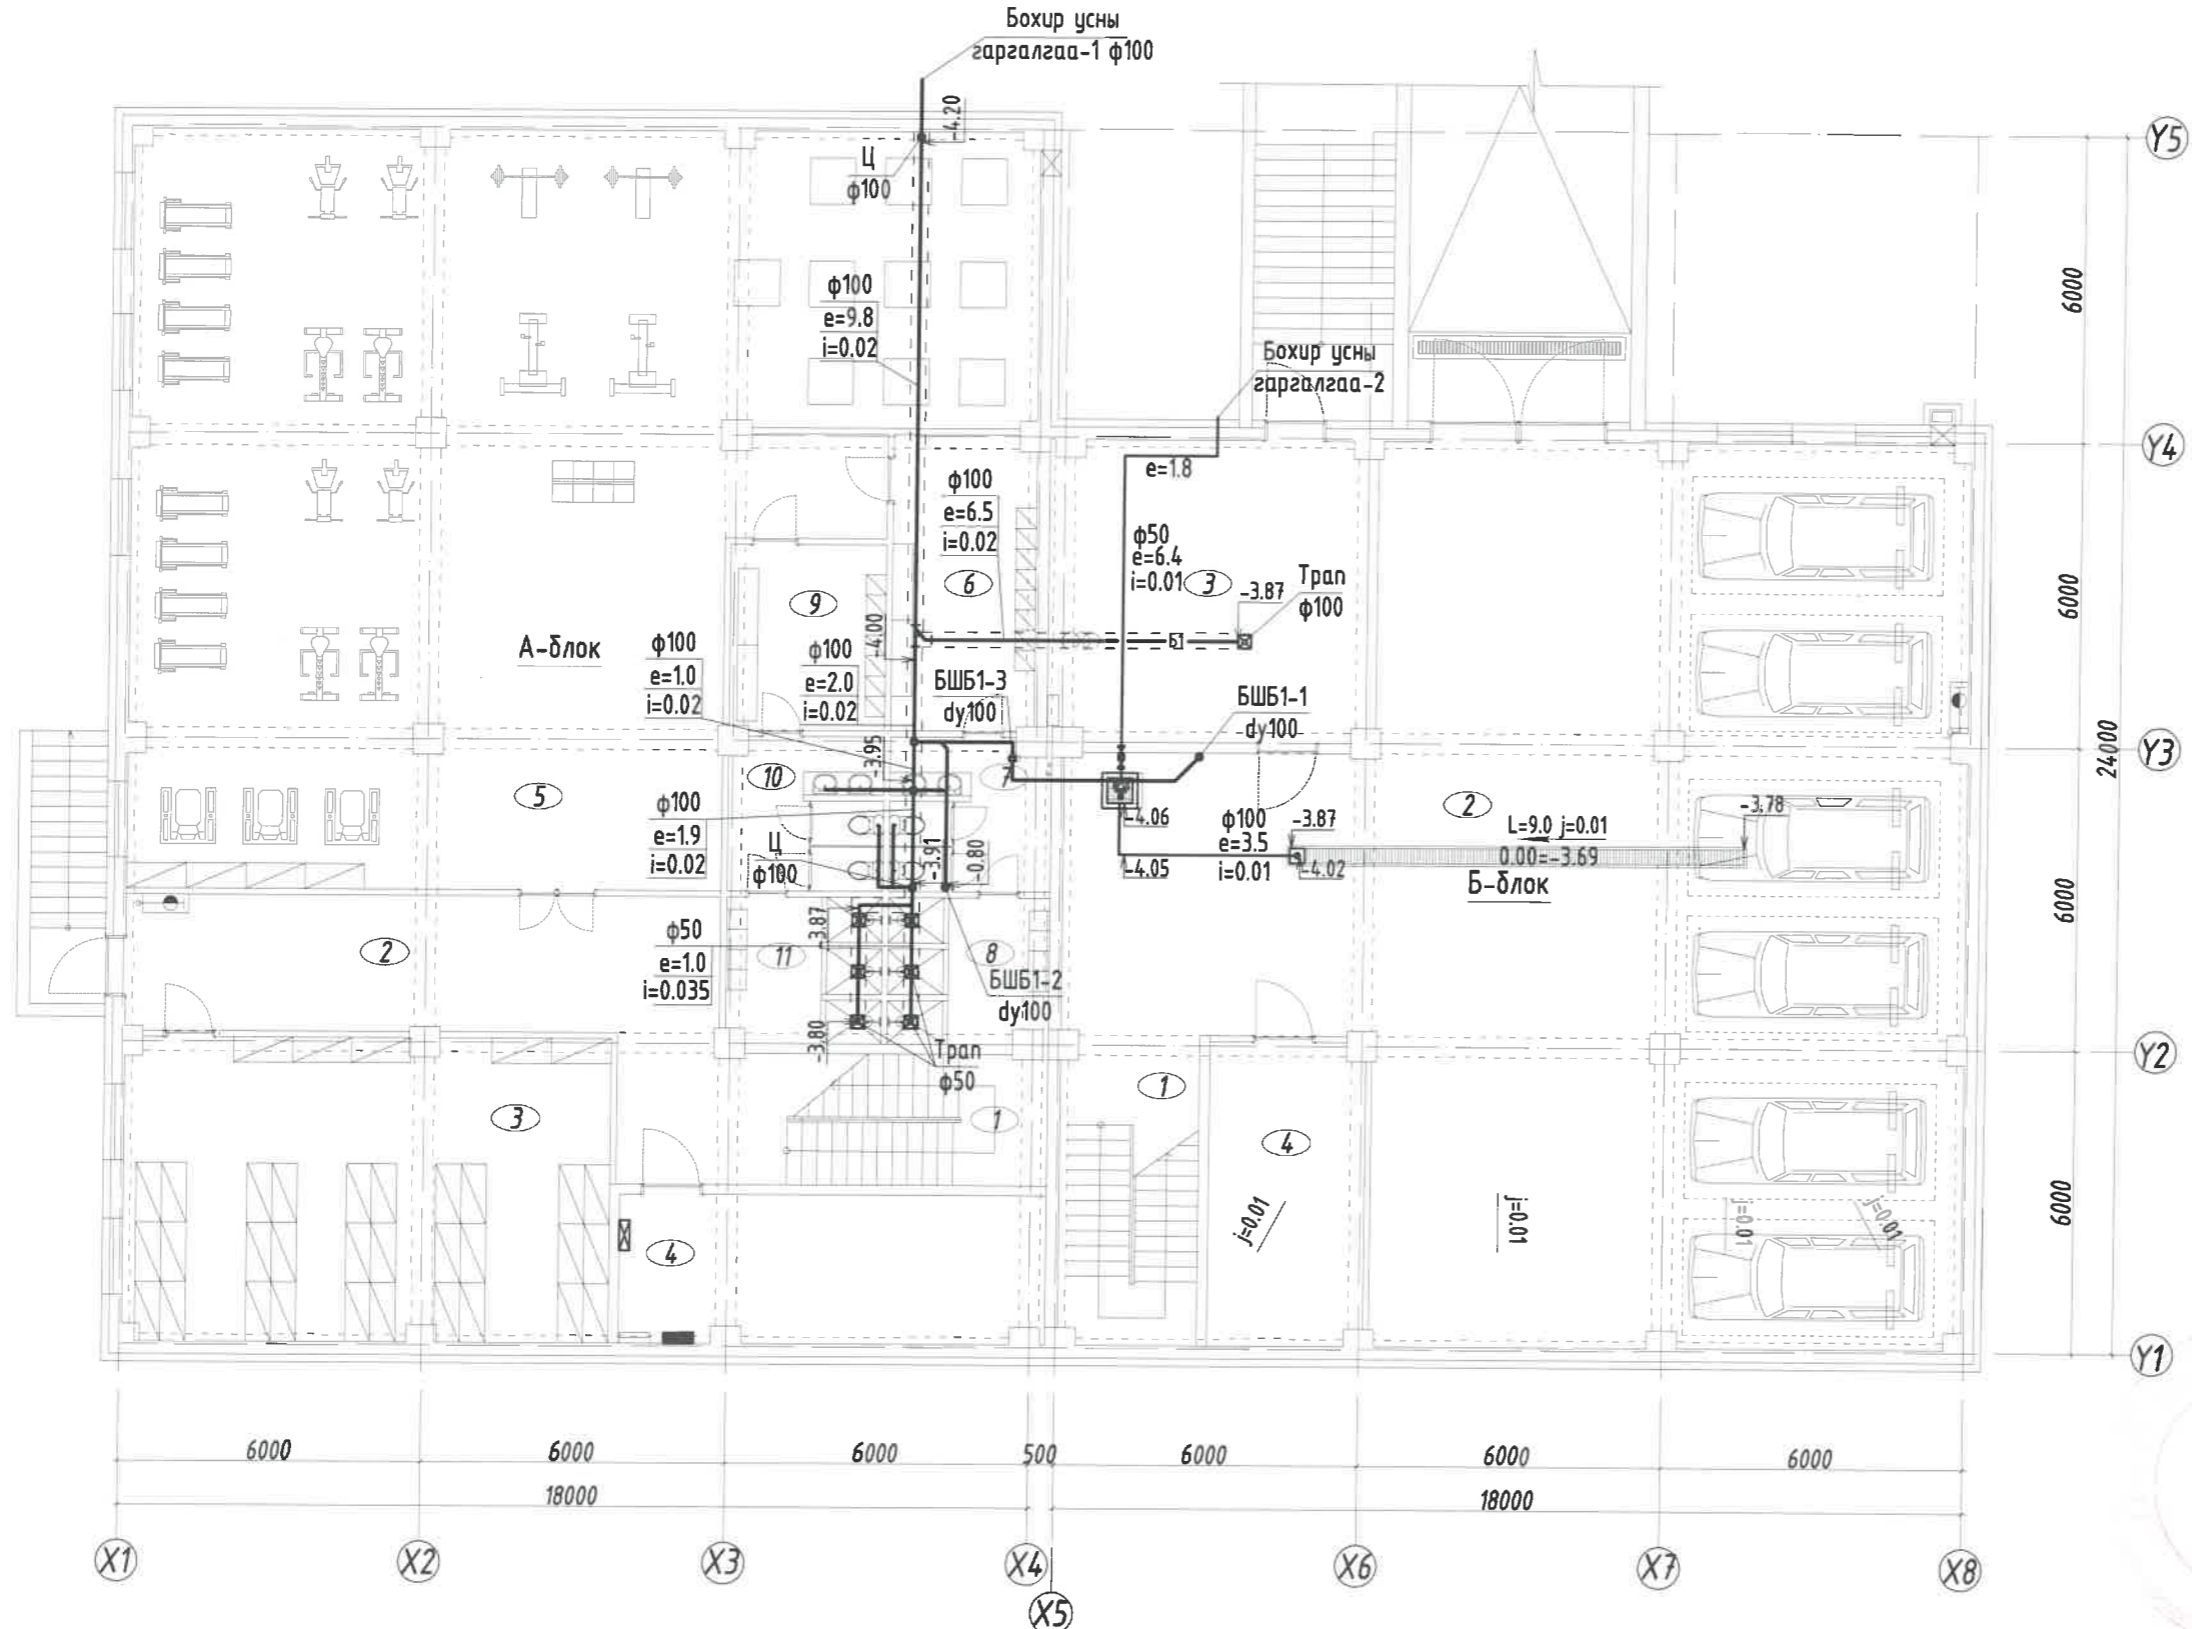 Бохир усны
гаргалгаа-1 ф100
-4.20
Ц
ф100
Y5
6000
ф100
e=9.8
i=0.02
Бохир усны
гаргалгаа-2
Y4
e=1.8
ф100
e=6.5
i=0.02
6
ф50
e=6.4
i=0.01
3
-3.87
Трап
ф100
6000
9
-4.00
А-блок
ф100
e=1.0
i=0.02
ф100
e=2.0
i=0.02
БШБ1-3
dy100
БШБ1-1
dy100
24000
Y3
-3.95
10
7
5
2
-3.78
ф100
e=1.9
i=0.02
Ц
ф100
-3.91
-0.80
-4.06
ф100
e=3.5
i=0.01
-3.87
-4.05
-4.02
L=9.0 j=0.01
0.00=-3.69
Б-блок
6000
2
ф50
e=1.0
i=0.035
11
-3.87
8
БШБ1-2
dy100
-3.80
Трап
ф50
Y2
3
1
1
4
j=0.01
j=0.01
j=0.01
j=0.01
6000
4
Y1
6000
6000
6000
500
6000
6000
6000
18000
18000
X1
X2
X3
X4
X5
X6
X7
X8